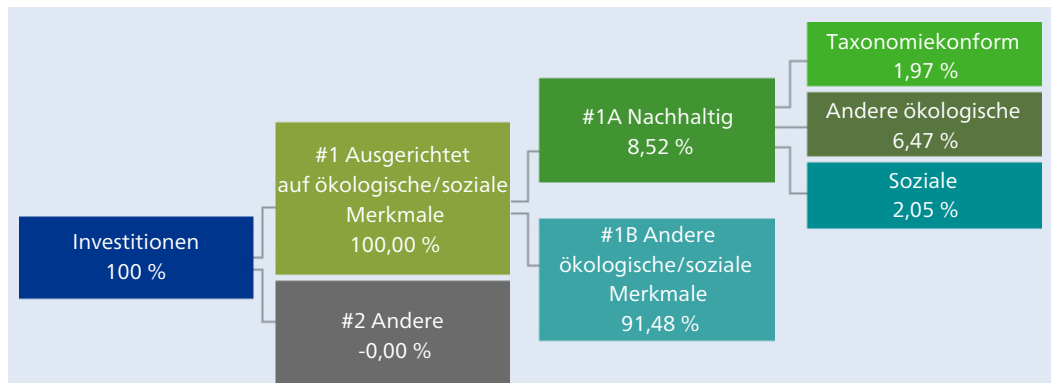 Investitionen
100 %
#1 Ausgerichtet
auf ökologische/soziale
Merkmale
100,00 %
#2 Andere
-0,00 %
#1A Nachhaltig
8,52 %
#1B Andere
ökologische/soziale
Merkmale
91,48 %
Taxonomiekonform
1,97 %
Andere ökologische
6,47 %
Soziale
2,05 %